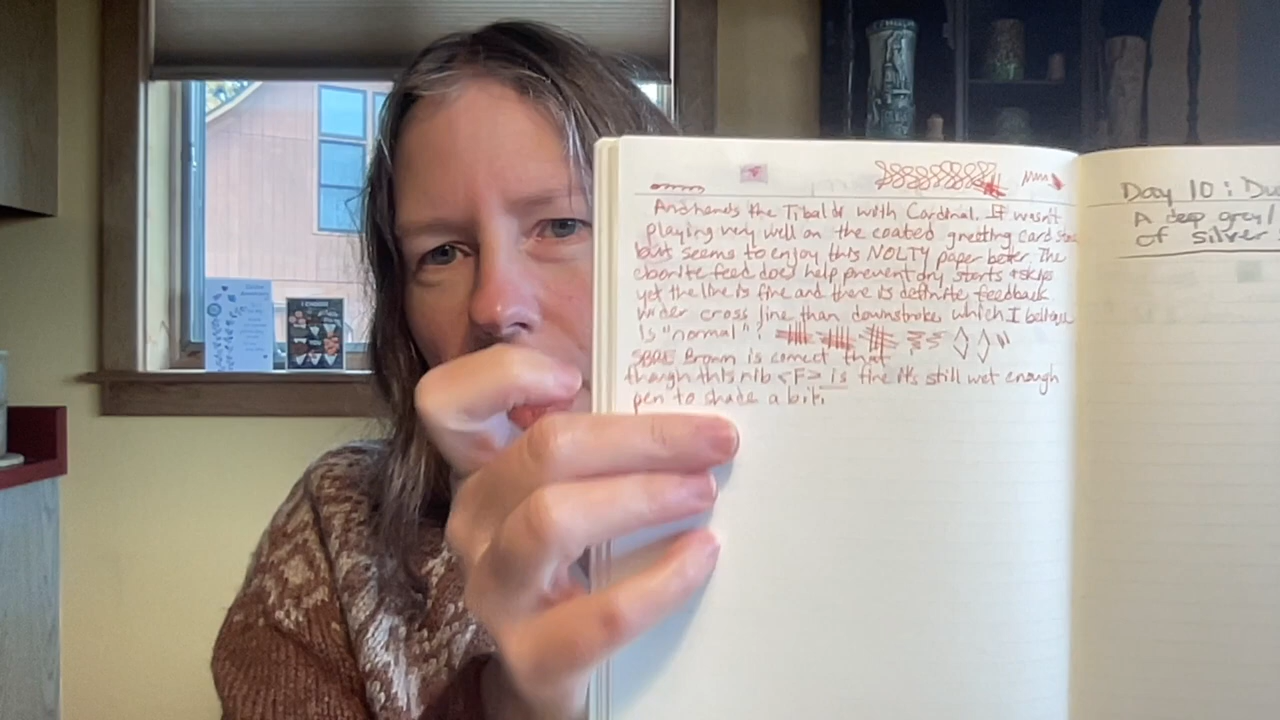 And here's the Tibaldi with Cardinal. It wasn't
playing very well on the coated greeting card stock
but seems to enjoy this NOLTY paper better. The
ebonite feed does help prevent dry starts + skips
yet the line is fine and there is definite feedback
wider cross line than downstroke which I believe
is "normal"?
Brown is correct that
though this nib <F> is fine it's still wet enough
pen to shade a bit.
Day 10: Du
A deep grey/
of silver
I CHOOSE
YOU